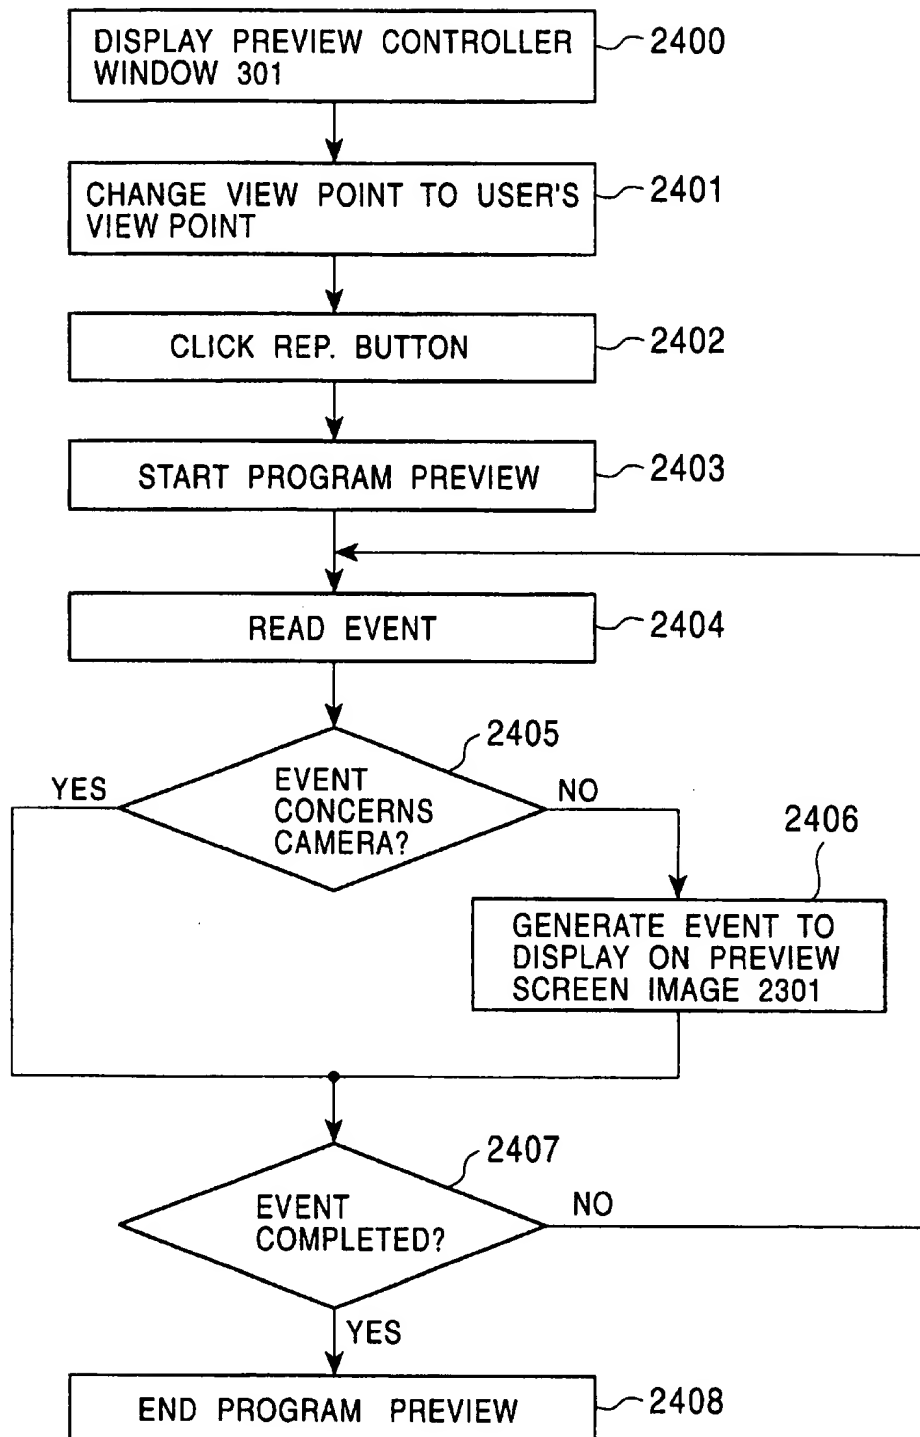 DISPLAY PREVIEW CONTROLLER
WINDOW 301
2400
CHANGE VIEW POINT TO USER'S
VIEW POINT
2401
CLICK REP. BUTTON
2402
START PROGRAM PREVIEW
2403
READ EVENT
2404
2405
YES
EVENT
CONCERNS
CAMERA?
NO
2406
GENERATE EVENT TO
DISPLAY ON PREVIEW
SCREEN IMAGE 2301
2407
EVENT
COMPLETED?
NO
YES
END PROGRAM PREVIEW
2408